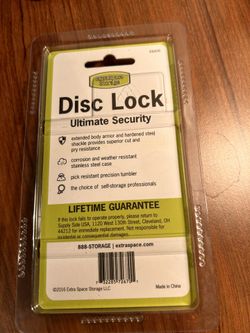 extraspace
storage
Disc Lock
Ultimate Security
extended body armor and hardened steel
shackle provides superior cut and
pry resistance
corrosion and weather resistant
stainless steel case
pick resistant precision tumbler
the choice of self-storage professionals
LIFETIME GUARANTEE
If this lock fails to operate properly, please return to
Supply Side USA, 1120 West 130th Street, Cleveland, OH
44212 for immediate replacement. Not responsible for
incidental or consequential damages.
888-STORAGE | extraspace.com
©2016 Extra Space Storage LLC
Made in China